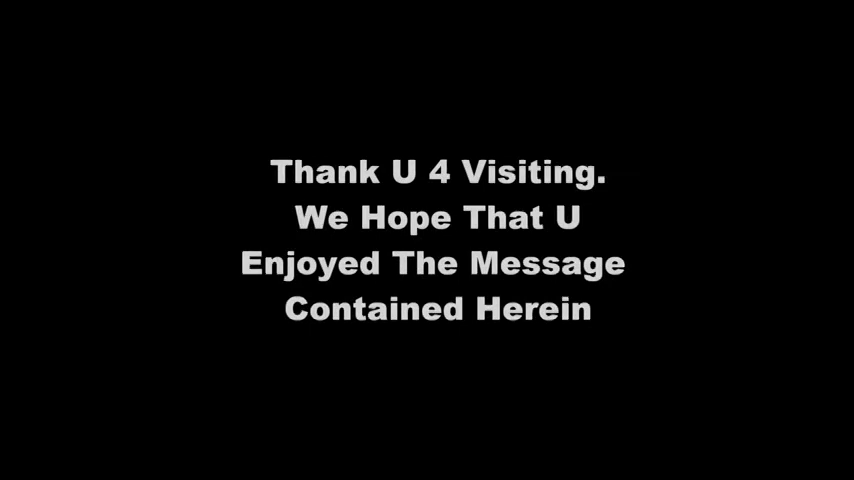 Thank U 4 Visiting.
We Hope That U
Enjoyed The Message
Contained Herein